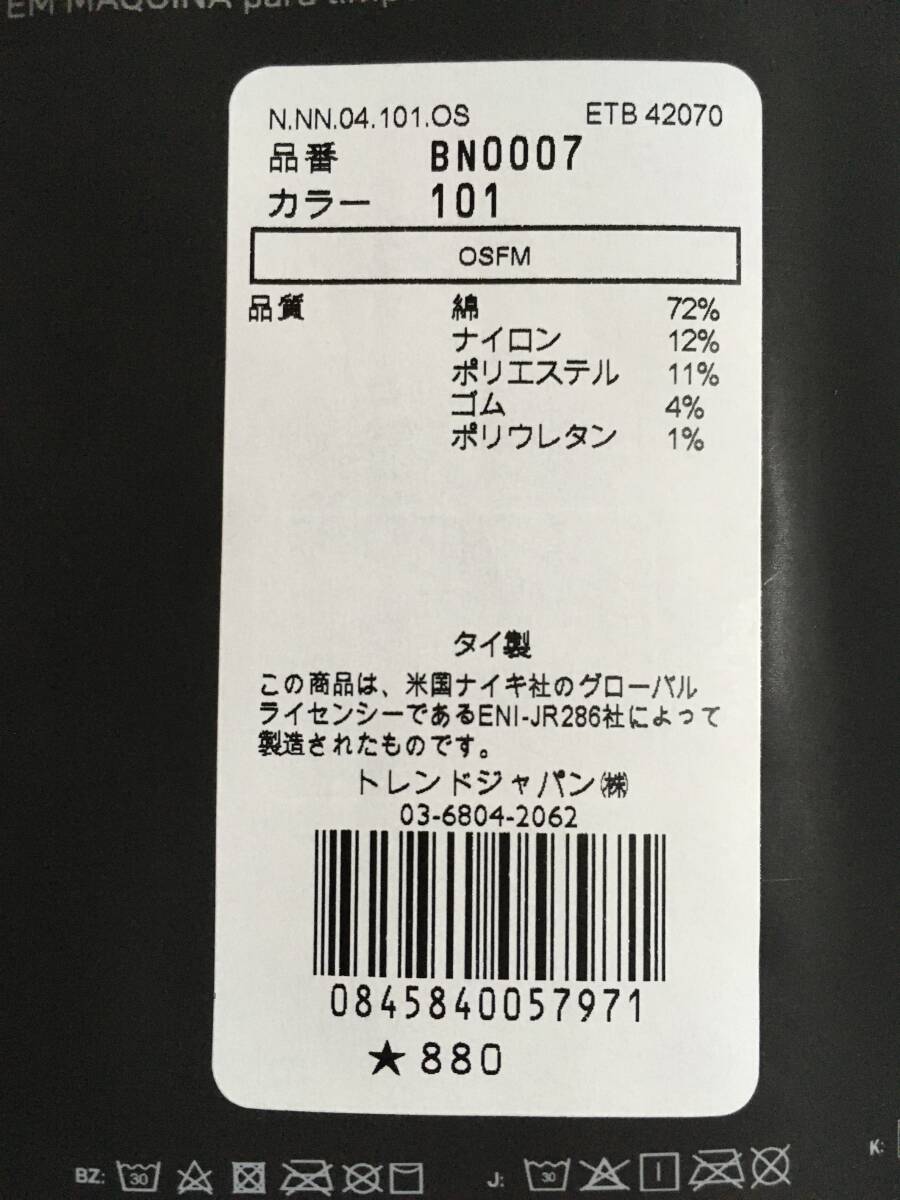 EM MÁQUINA para
N.NN.04.101.OS ETB 42070
品番 BN0007
カラー 101
OSFM
品質 綿 72%
ナイロン 12%
ポリエステル 11%
ゴム 4%
ポリウレタン 1%
タイ製
この商品は、米国ナイキ社のグローバル
ライセンシーであるENI-JR286社によって
製造されたものです。
トレンドジャパン㈱
03-6804-2062
0845840057971
★880
BZ: 30 J: 30 K: